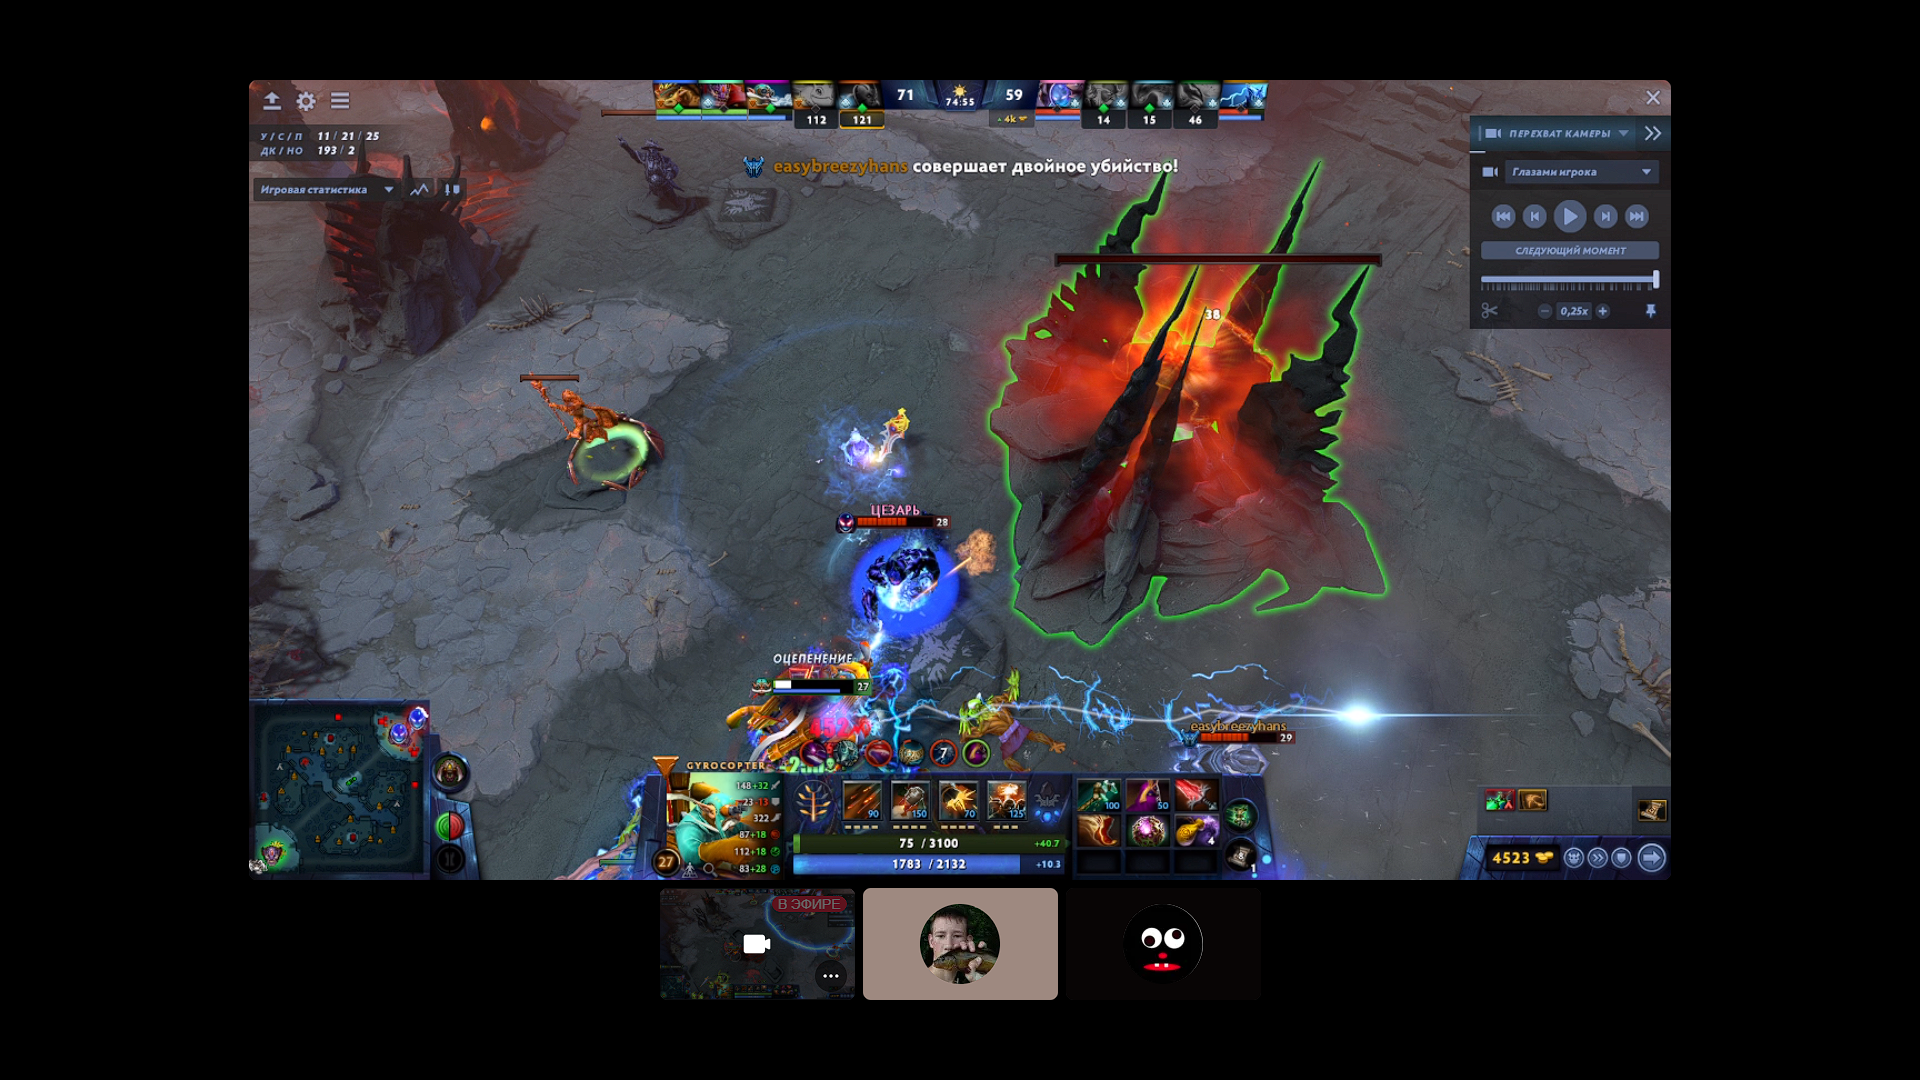 71
74:55
59
112
121
4k
14
15
46
У / С / П 11 / 21 / 25
ДК / НО 193 / 2
Игровая статистика
easybreezyhans совершает двойное убийство!
ПЕРЕХВАТ КАМЕРЫ
Глазами игрока
СЛЕДУЮЩИЙ МОМЕНТ
0,25x
38
ЦЕЗАРЬ
28
ОЦЕПЕНЕНИЕ
27
easybreezyhans
29
7
GYROCOPTER
148+32
23-13
322
87+18
112+18
83+28
27
90
150
70
125
75 / 3100
+40.7
1783 / 2132
+10.3
100
50
4
1
4523
В ЭФИРЕ